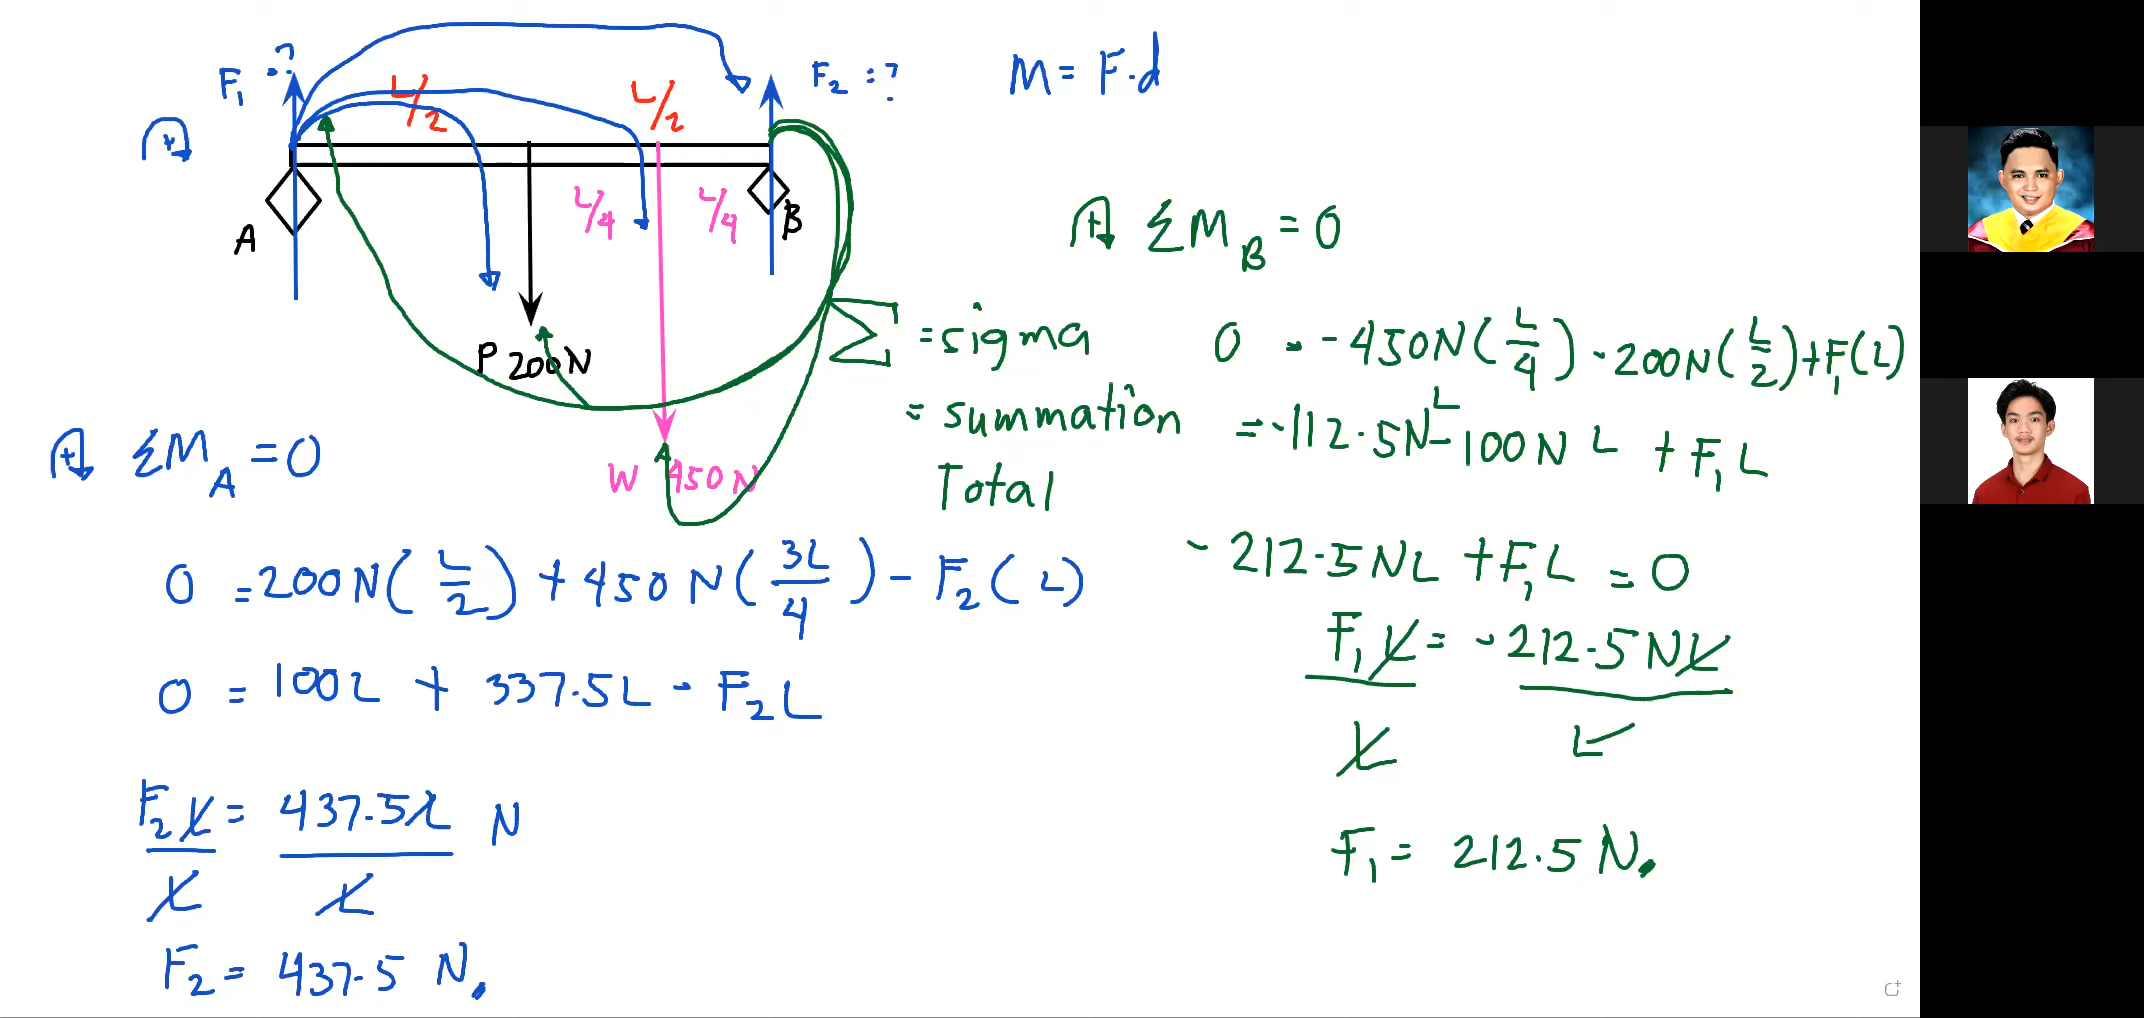 F₁ = ?
L/2
L/2
F₂ = ?
M = F·d
+
L/4
L/4
A
B
P 200N
W 450N
+ ΣM_A = 0
0 = 200N(L/2) + 450N(3L/4) - F₂(L)
0 = 100L + 337.5L - F₂L
F₂L/L = 437.5L/L N
F₂ = 437.5 N.
Σ = sigma
= summation
Total
+ ΣM_B = 0
0 = -450N(L/4) - 200N(L/2) + F₁(L)
= -112.5NL - 100NL + F₁L
- 212.5NL + F₁L = 0
F₁L/L = -212.5NL/L
F₁ = 212.5 N.